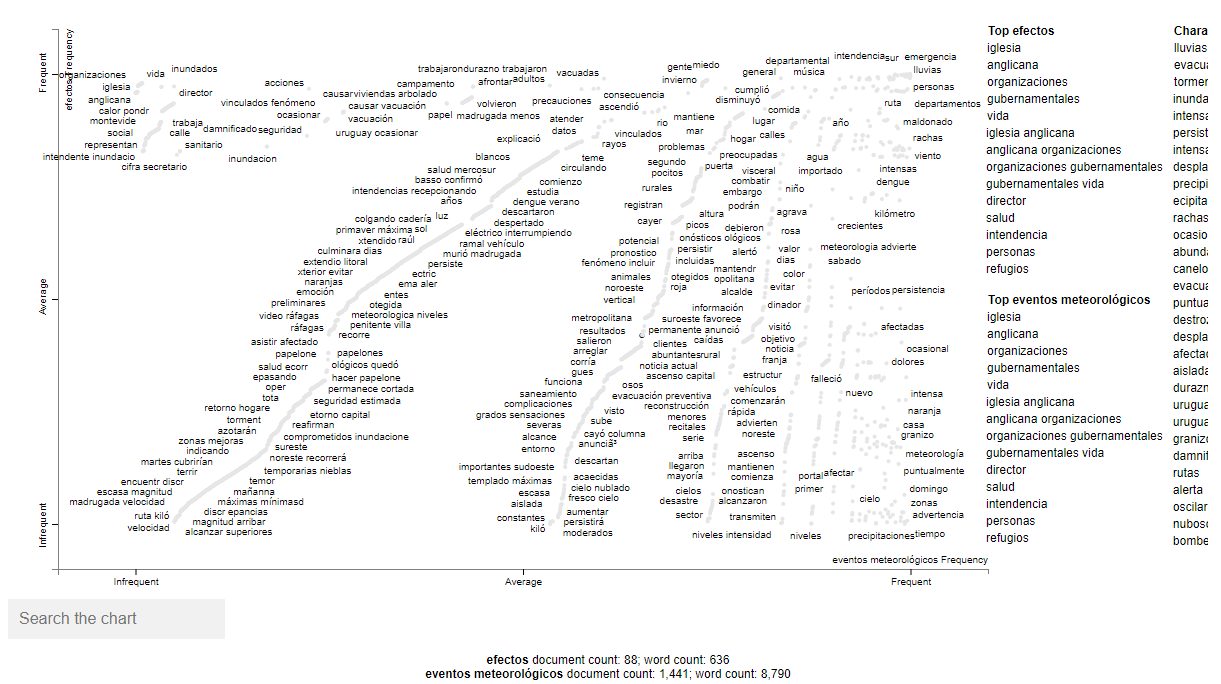 efectos Frequency
Frequent
Average
Infrequent
organizaciones vida inundados
iglesia
anglicana director
calor pondr
montevide
social
representan
intendente inundacio
cifra secretario
trabaja
calle
damnificado
sanitario
seguridad
inundacion
vinculados fenómeno
ocasionar
acciones
trabajaron durazno trabajaron
campamento
afrontar adultos
vacuadas
causar viviendas arbolado
causar vacuación
vacuación
uruguay ocasionar
papel madrugada menos
volvieron
precauciones
consecuencia
ascendió
atender
datos
explicació
rayos
blancos
teme
circulando
salud mercosur
basso confirmó
intendencias recepcionando
años
comienzo
estudia
dengue verano
descartaron
despertado
eléctrico interrumpiendo
ramal vehículo
murió madrugada
colgando cadería luz
primaver máxima sol
xtendido raúl
culminara dias
extendio litoral
xterior evitar
naranjas
emoción
preliminares
video ráfagas
ráfagas
asistir afectado
papelone
salud ecorr
epasando
oper
tota
retorno hogare
torment
azotarán
zonas mejoras
indicando
martes cubrirían
terrir
encuentr discr
escasa magnitud
madrugada velocidad
ruta kiló
velocidad
persiste
ectric
ema aler
entes
otegida
meteorologica niveles
penitente villa
recorre
papelones
ológicos quedó
hacer papelone
permanece cortada
seguridad estimada
etorno capital
reafirman
comprometidos inundacione
sureste
noreste recorrerá
temporarias nieblas
temor
mañanna
máximas mínimasd
discr epancias
magnitud arribar
alcanzar superiores
gente miedo
invierno
departamental
general música
intendencia sur emergencia
lluvias
cumplió
disminuyó
personas
ruta departamentos
comida
mantiene
rio
mar
lugar
calles
año
maldonado
rachas
vinculados
problemas
hogar
segundo
pocitos
puerta
preocupadas
visceral
combatir
embargo
agua
importado
viento
intensas
dengue
niño
rurales
registran
cayer
altura
picos
podrán
debieron
onósticos ológicos
agrava
rosa
kilómetro
crecientes
potencial
pronostico
fenómeno incluir
persistir
incluidas
alertó
valor
dias
meteorologia advierte
sabado
animales
noroeste
vertical
otegidos
roja
mantendr
opolitana
alcalde
color
evitar
períodos persistencia
metropolitana
resultados
salieron
arreglar
corría
gues
funciona
información
suroeste favorece
permanente anunció
clientes caídas
abuntantesrural
noticia actual
ascenso capital
dinador
visitó
objetivo
noticia
franja
afectadas
ocasional
dolores
osos
evacuación preventiva
reconstrucción
menores
recitales
serie
estructur
vehículos
comenzarán
rápida
advierten
noreste
falleció
nuevo
intensa
naranja
casa
granizo
saneamiento
complicaciones
grados sensaciones
severas
alcance
entorno
visto
sube
cayó columna
anuncia
importantes sudoeste
templado máximas
escasa
aislada
constantes
kiló
descartan
acaecidas
cielo nublado
fresco cielo
aumentar
persistirá
moderados
arriba
llegaron
mayoría
cielos
desastre
sector
ascenso
mantienen
comienza
onostican
alcanzaron
transmiten
niveles intensidad
portal afectar
primer
niveles
meteorología
puntualmente
domingo
cielo
zonas
advertencia
precipitaciones tiempo
eventos meteorológicos Frequency
Infrequent Average Frequent
Top efectos
iglesia
anglicana
organizaciones
gubernamentales
vida
iglesia anglicana
anglicana organizaciones
organizaciones gubernamentales
gubernamentales vida
director
salud
intendencia
personas
refugios
Top eventos meteorológicos
iglesia
anglicana
organizaciones
gubernamentales
vida
iglesia anglicana
anglicana organizaciones
organizaciones gubernamentales
gubernamentales vida
director
salud
intendencia
personas
refugios
Chara
lluvias
evacua
tormen
inunda
intensa
persist
intensa
despla
precipi
ecipita
rachas
ocasio
abunda
canelo
evacua
puntua
destroz
despla
afectac
aislada
durazn
urugua
urugua
granizo
damnif
rutas
alerta
oscilar
nubosc
bombe
Search the chart
efectos document count: 88; word count: 636
eventos meteorológicos document count: 1,441; word count: 8,790